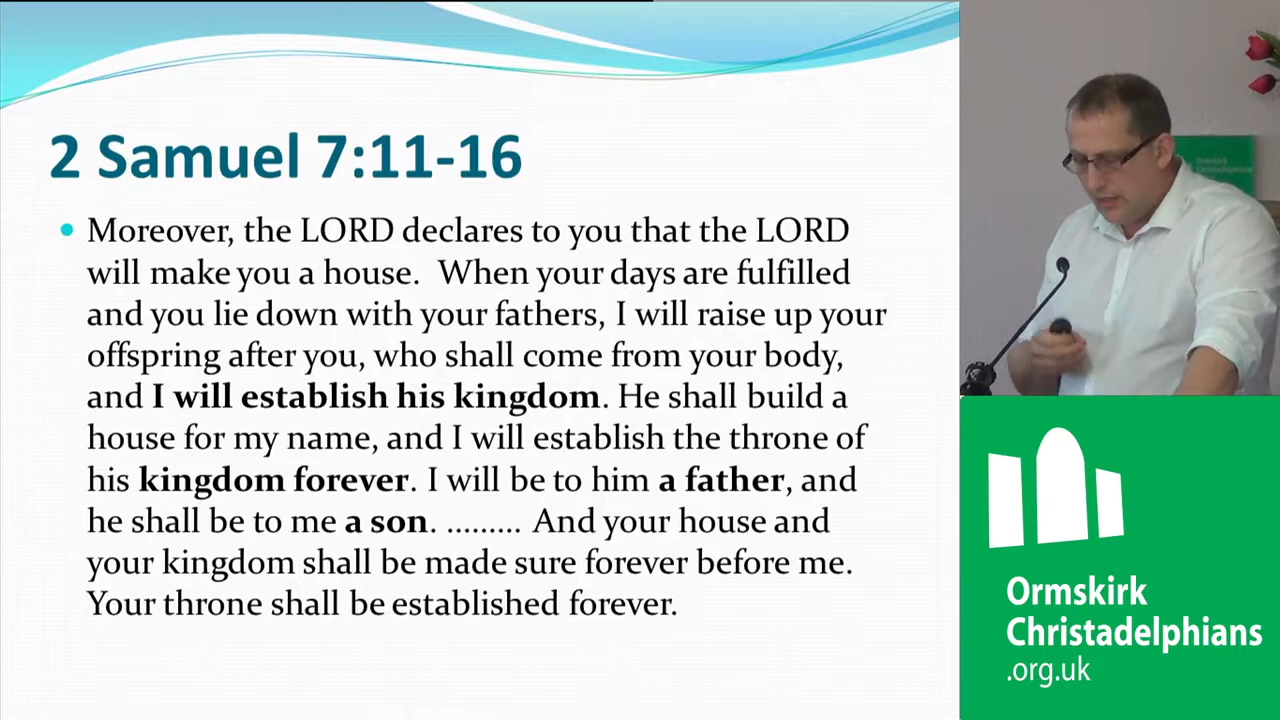 2 Samuel 7:11-16
• Moreover, the LORD declares to you that the LORD
will make you a house. When your days are fulfilled
and you lie down with your fathers, I will raise up your
offspring after you, who shall come from your body,
and I will establish his kingdom. He shall build a
house for my name, and I will establish the throne of
his kingdom forever. I will be to him a father, and
he shall be to me a son. ......... And your house and
your kingdom shall be made sure forever before me.
Your throne shall be established forever.
Ormskirk
Christadelphians
Ormskirk
Christadelphians
.org.uk